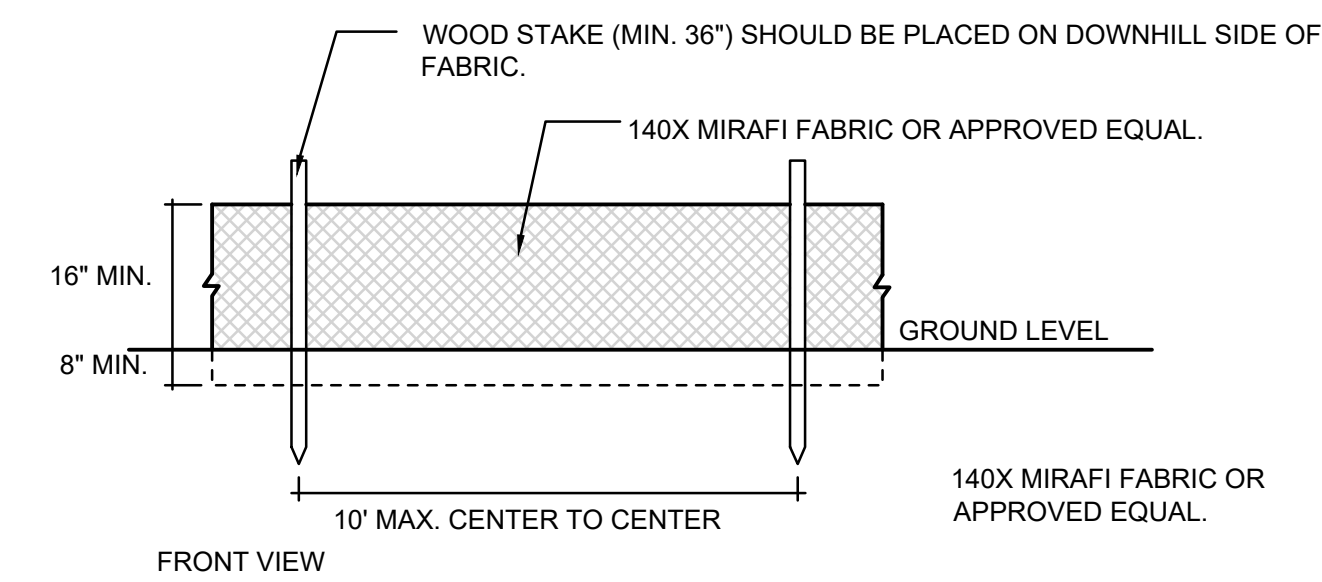 WOOD STAKE (MIN. 36") SHOULD BE PLACED ON DOWNHILL SIDE OF
FABRIC.
140X MIRAFI FABRIC OR APPROVED EQUAL.
16" MIN.
GROUND LEVEL
8" MIN.
140X MIRAFI FABRIC OR
APPROVED EQUAL.
10' MAX. CENTER TO CENTER
FRONT VIEW